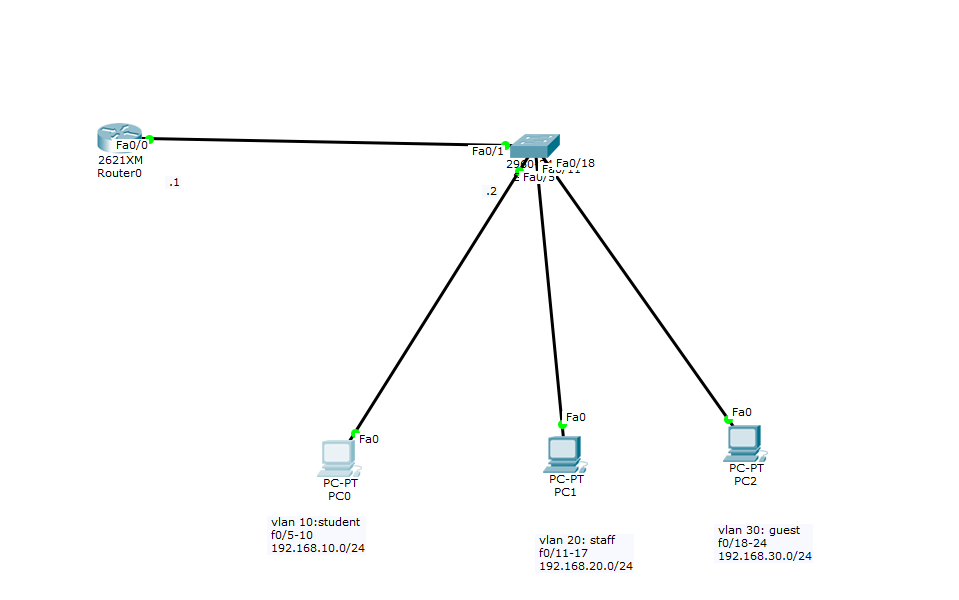 Fa0/0
2621XM
Router0
.1
Fa0/1
Fa0/18
Fa0/11
Fa0/5
.2
Fa0
PC-PT
PC0
Fa0
PC-PT
PC1
Fa0
PC-PT
PC2
vlan 10:student
f0/5-10
192.168.10.0/24
vlan 20: staff
f0/11-17
192.168.20.0/24
vlan 30: guest
f0/18-24
192.168.30.0/24